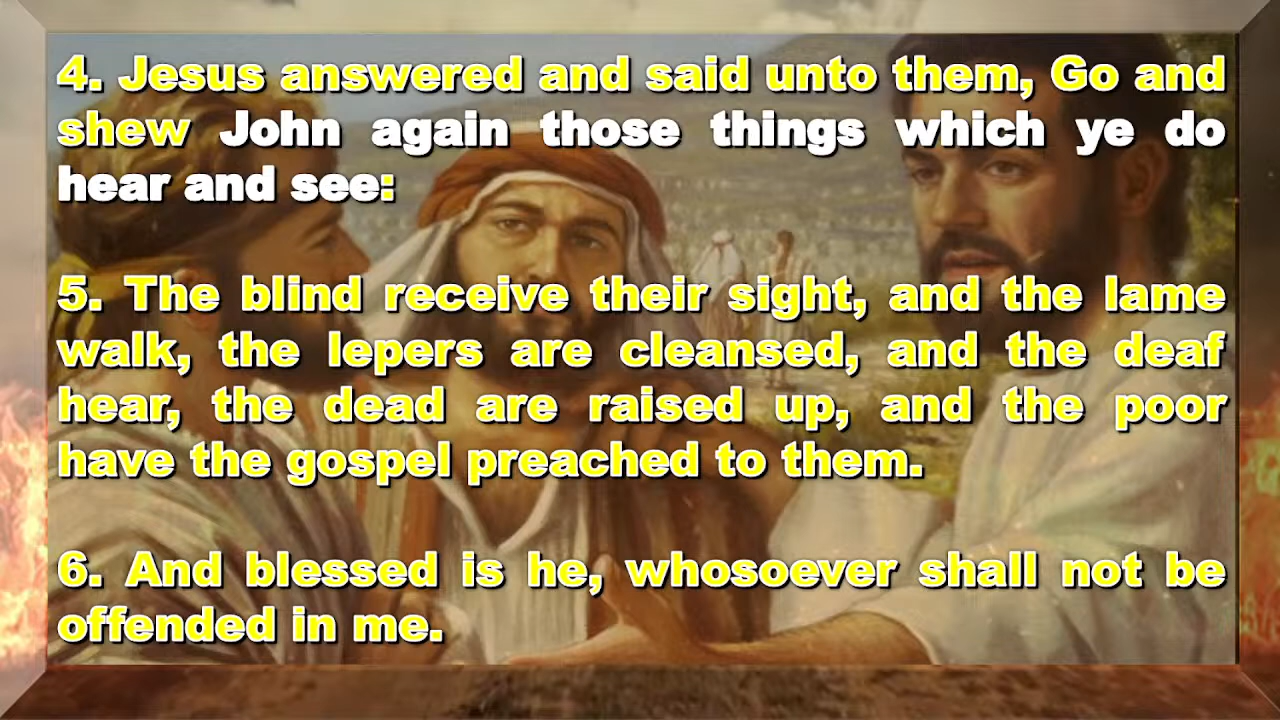 4. Jesus answered and said unto them, Go and
shew John again those things which ye do
hear and see:
5. The blind receive their sight, and the lame
walk, the lepers are cleansed, and the deaf
hear, the dead are raised up, and the poor
have the gospel preached to them.
6. And blessed is he, whosoever shall not be
offended in me.